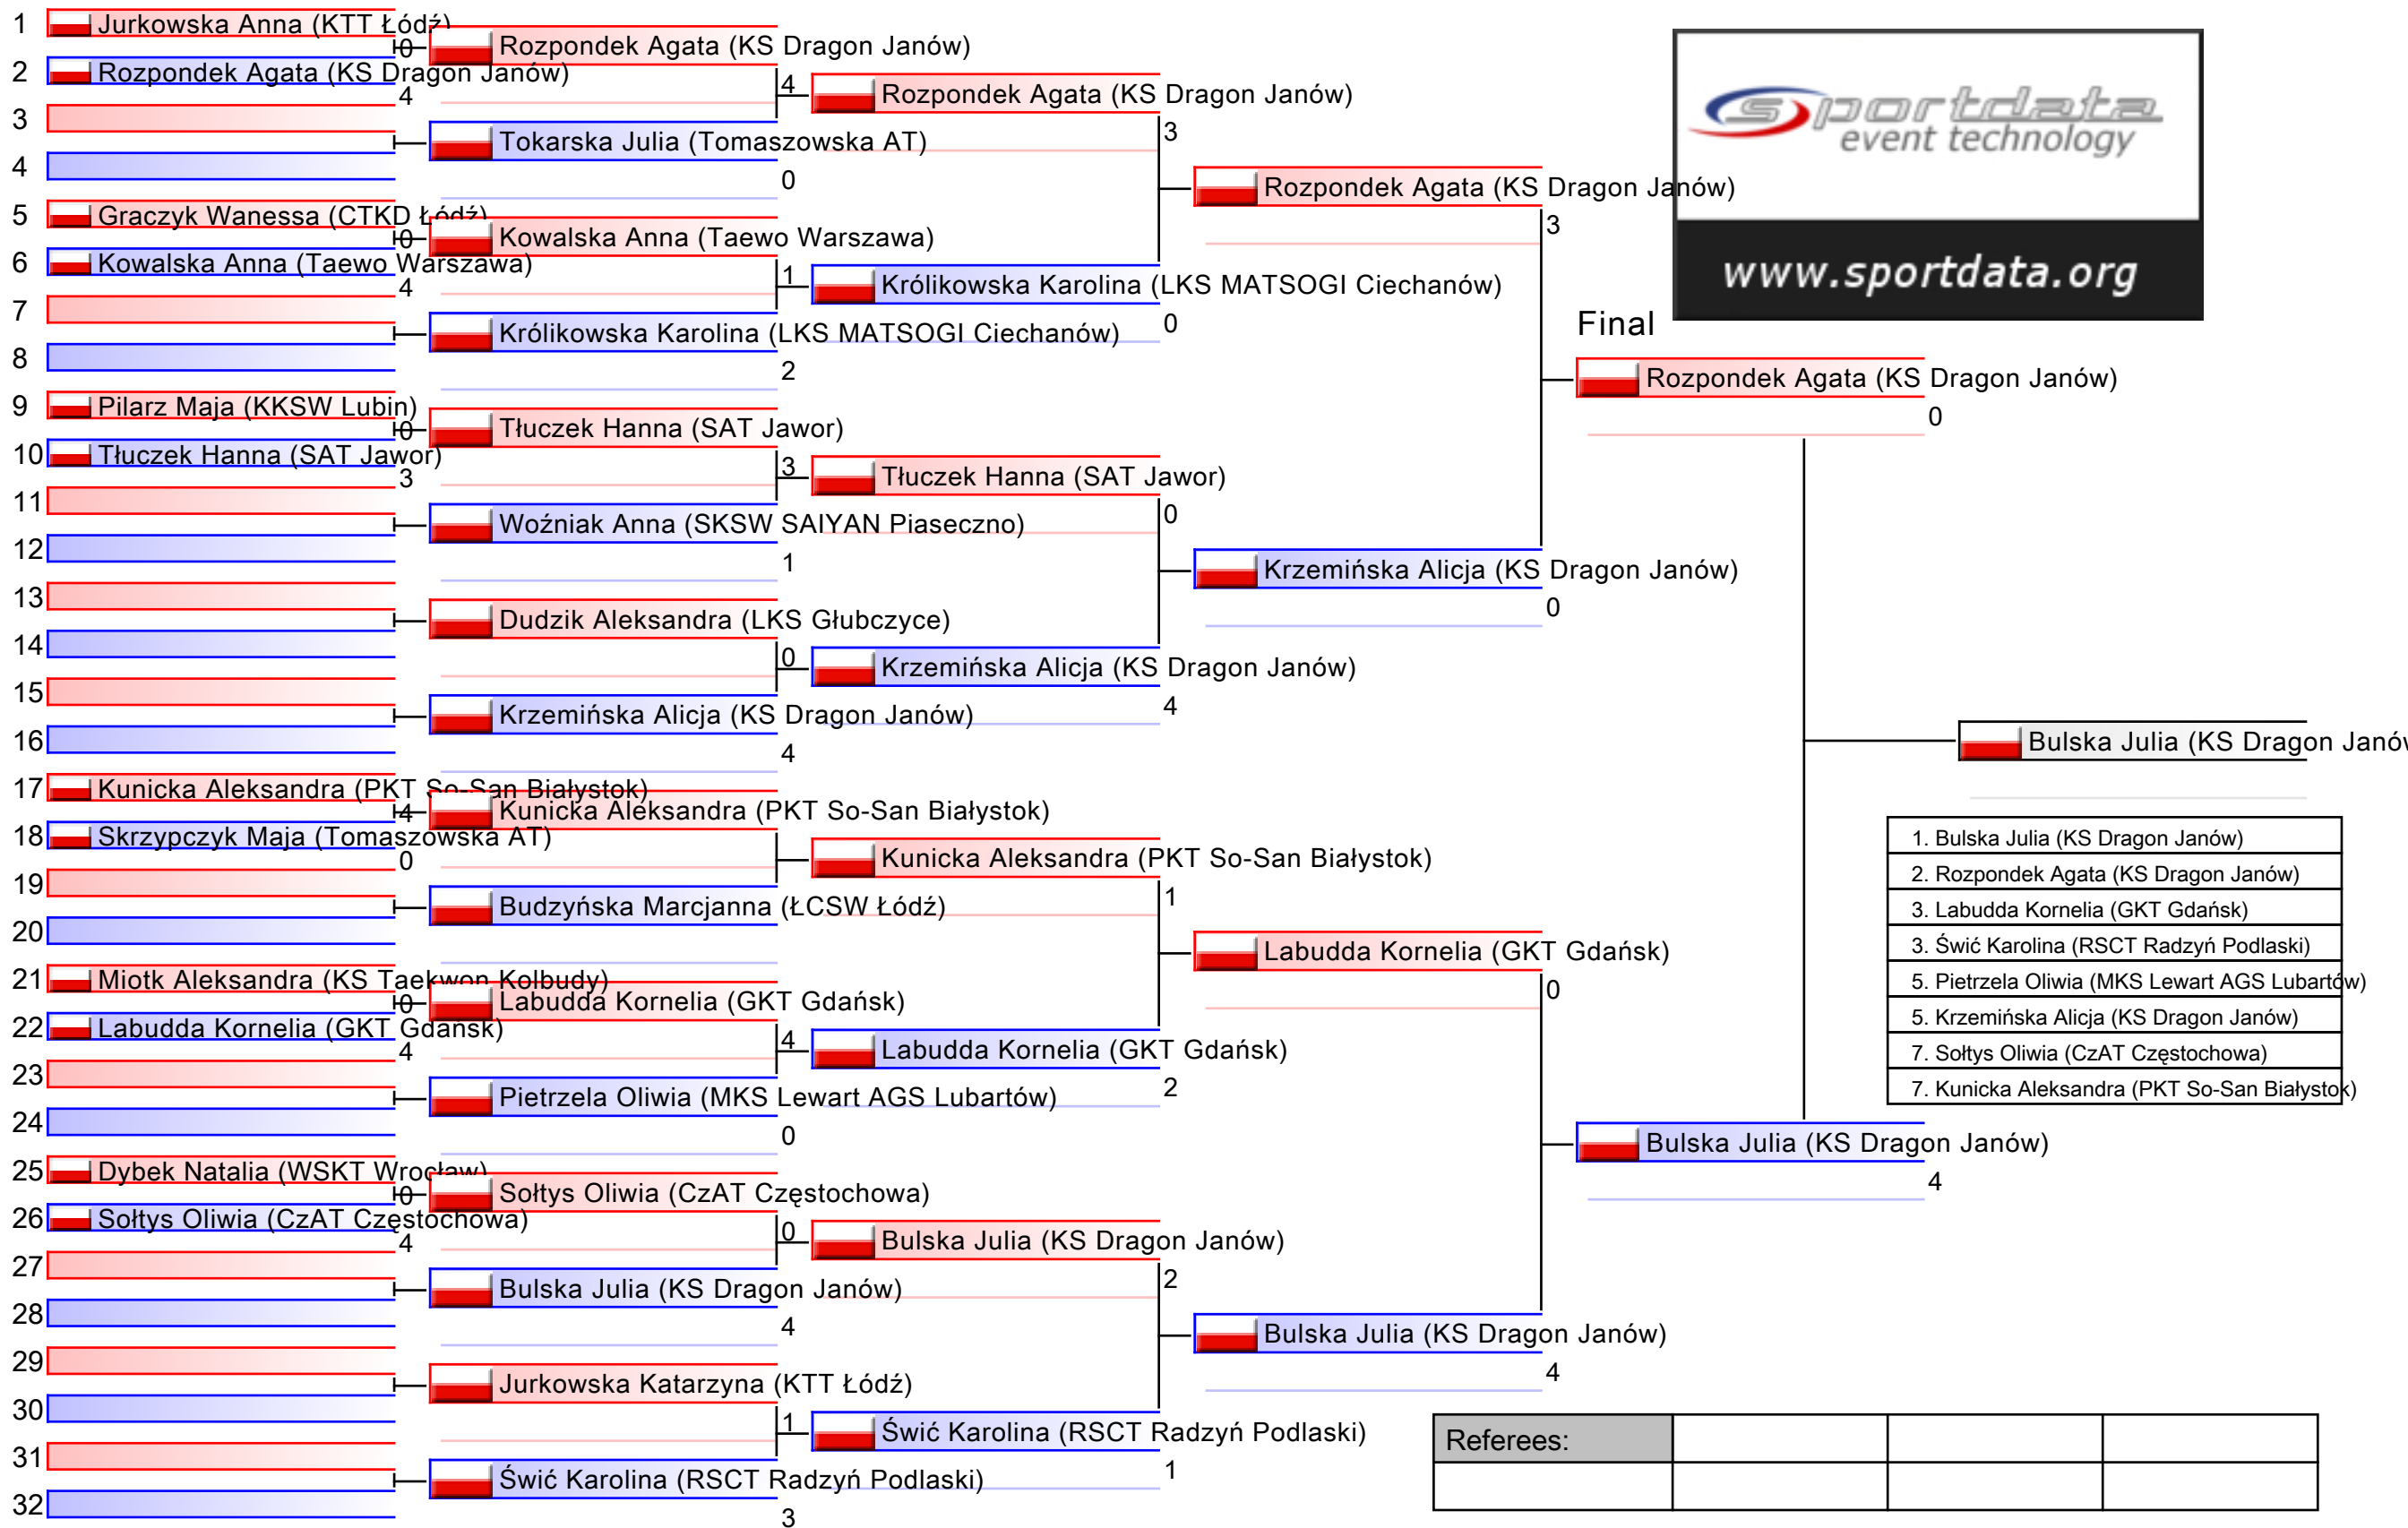 1 Jurkowska Anna (KTT Łódź)
0
2 Rozpondek Agata (KS Dragon Janów)
4
3
4
5 Graczyk Wanessa (CTKD Łódź)
0
6 Kowalska Anna (Taewo Warszawa)
4
7
8
9 Pilarz Maja (KKSW Lubin)
0
10 Tłuczek Hanna (SAT Jawor)
3
11
12
13
14
15
16
17 Kunicka Aleksandra (PKT So-San Białystok)
4
18 Skrzypczyk Maja (Tomaszowska AT)
0
19
20
21 Miotk Aleksandra (KS Taekwon Kolbudy)
0
22 Labudda Kornelia (GKT Gdańsk)
4
23
24
25 Dybek Natalia (WSKT Wrocław)
0
26 Sołtys Oliwia (CzAT Częstochowa)
4
27
28
29
30
31
32
Rozpondek Agata (KS Dragon Janów)
4
Tokarska Julia (Tomaszowska AT)
0
Kowalska Anna (Taewo Warszawa)
1
Królikowska Karolina (LKS MATSOGI Ciechanów)
2
Tłuczek Hanna (SAT Jawor)
3
Woźniak Anna (SKSW SAIYAN Piaseczno)
1
Dudzik Aleksandra (LKS Głubczyce)
0
Krzemińska Alicja (KS Dragon Janów)
4
Kunicka Aleksandra (PKT So-San Białystok)
Budzyńska Marcjanna (ŁCSW Łódź)
Labudda Kornelia (GKT Gdańsk)
4
Pietrzela Oliwia (MKS Lewart AGS Lubartów)
0
Sołtys Oliwia (CzAT Częstochowa)
0
Bulska Julia (KS Dragon Janów)
4
Jurkowska Katarzyna (KTT Łódź)
1
Świć Karolina (RSCT Radzyń Podlaski)
3
Rozpondek Agata (KS Dragon Janów)
3
Królikowska Karolina (LKS MATSOGI Ciechanów)
0
Tłuczek Hanna (SAT Jawor)
0
Krzemińska Alicja (KS Dragon Janów)
4
Kunicka Aleksandra (PKT So-San Białystok)
1
Labudda Kornelia (GKT Gdańsk)
2
Bulska Julia (KS Dragon Janów)
2
Świć Karolina (RSCT Radzyń Podlaski)
1
Rozpondek Agata (KS Dragon Janów)
3
Krzemińska Alicja (KS Dragon Janów)
0
Labudda Kornelia (GKT Gdańsk)
0
Bulska Julia (KS Dragon Janów)
4
Final
Rozpondek Agata (KS Dragon Janów)
0
Bulska Julia (KS Dragon Janów)
4
sportdata
event technology
www.sportdata.org
Bulska Julia (KS Dragon Janów
1. Bulska Julia (KS Dragon Janów)
2. Rozpondek Agata (KS Dragon Janów)
3. Labudda Kornelia (GKT Gdańsk)
3. Świć Karolina (RSCT Radzyń Podlaski)
5. Pietrzela Oliwia (MKS Lewart AGS Lubartów)
5. Krzemińska Alicja (KS Dragon Janów)
7. Sołtys Oliwia (CzAT Częstochowa)
7. Kunicka Aleksandra (PKT So-San Białystok)
Referees: